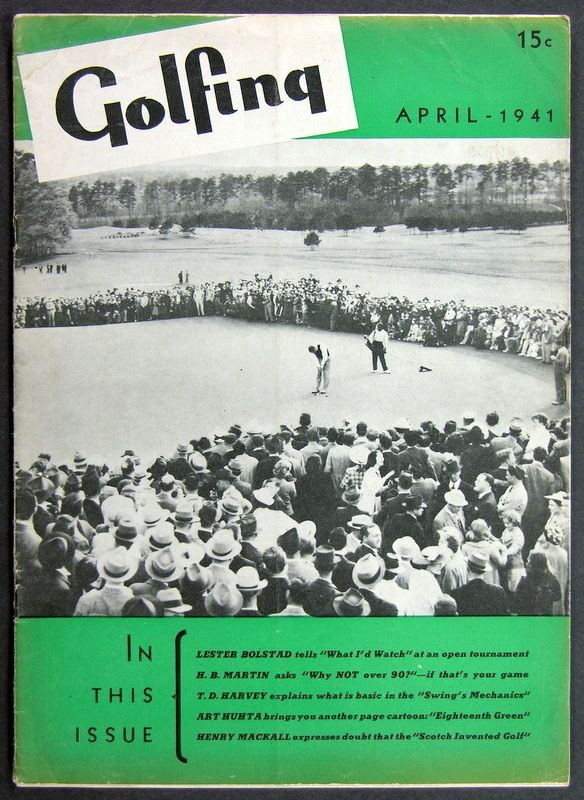 Golfing
15c
APRIL - 1941
IN
THIS
ISSUE
LESTER BOLSTAD tells "What I'd Watch" at an open tournament
H. B. MARTIN asks "Why NOT over 90?"—if that's your game
T. D. HARVEY explains what is basic in the "Swing's Mechanics"
ART HURTA brings you another page cartoon: "Eighteenth Green"
HENRY MACKALL expresses doubt that the "Scotch Invented Golf"